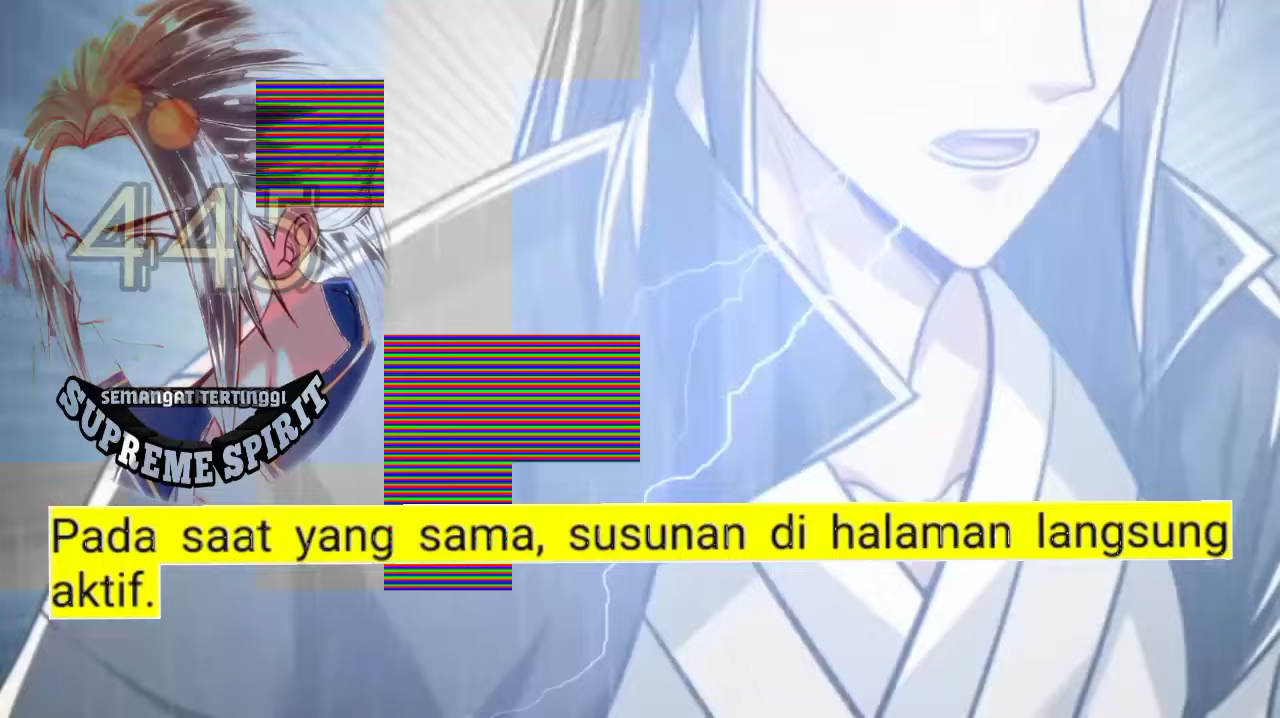 445
SEMANGAT TERTINGGI
SUPREME SPIRIT
Pada saat yang sama, susunan di halaman langsung
aktif.